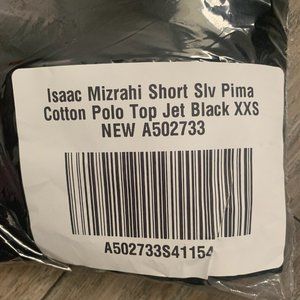 Isaac Mizrahi Short Slv Pima
Cotton Polo Top Jet Black XXS
NEW A502733
A502733S41154